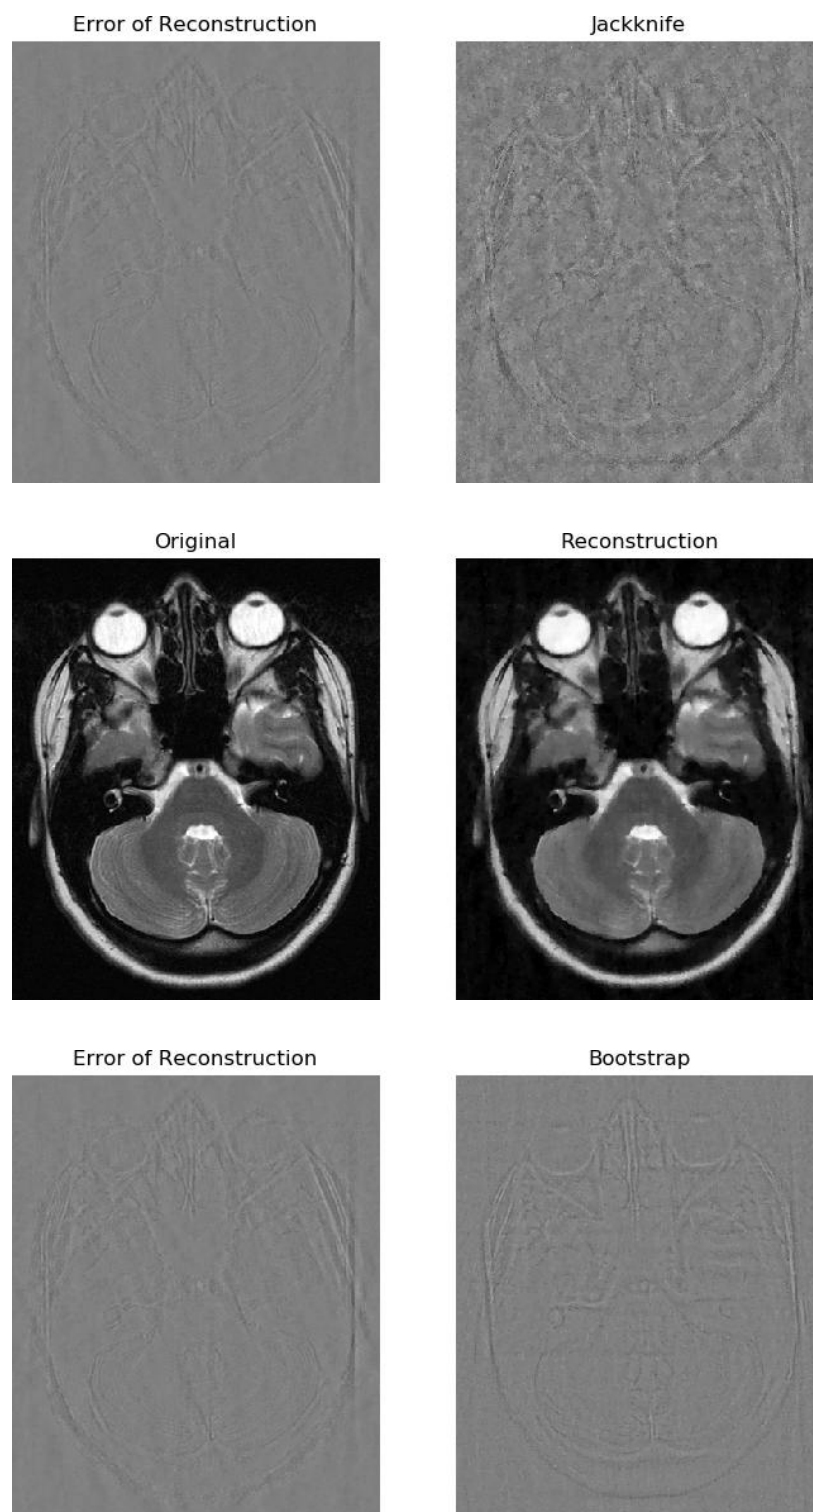 Error of Reconstruction
Jackknife
Original
Reconstruction
Error of Reconstruction
Bootstrap